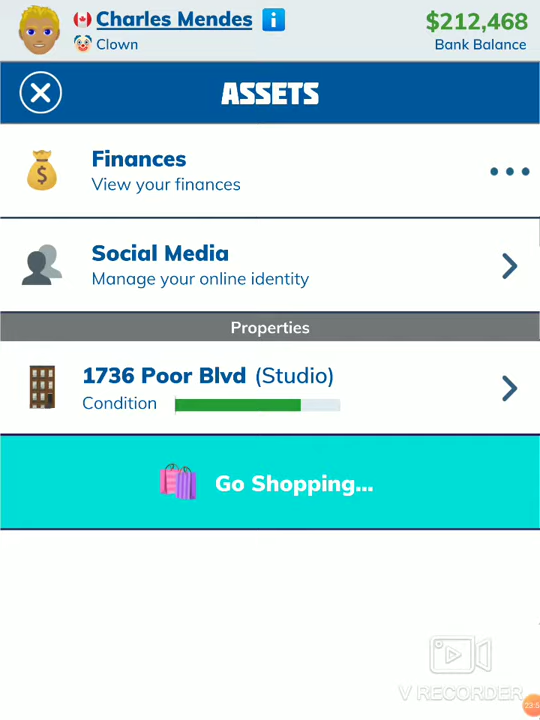 Charles Mendes
$212,468
Clown
Bank Balance
ASSETS
Finances
View your finances
Social Media
Manage your online identity
Properties
1736 Poor Blvd (Studio)
Condition
Go Shopping...
V RECORDER